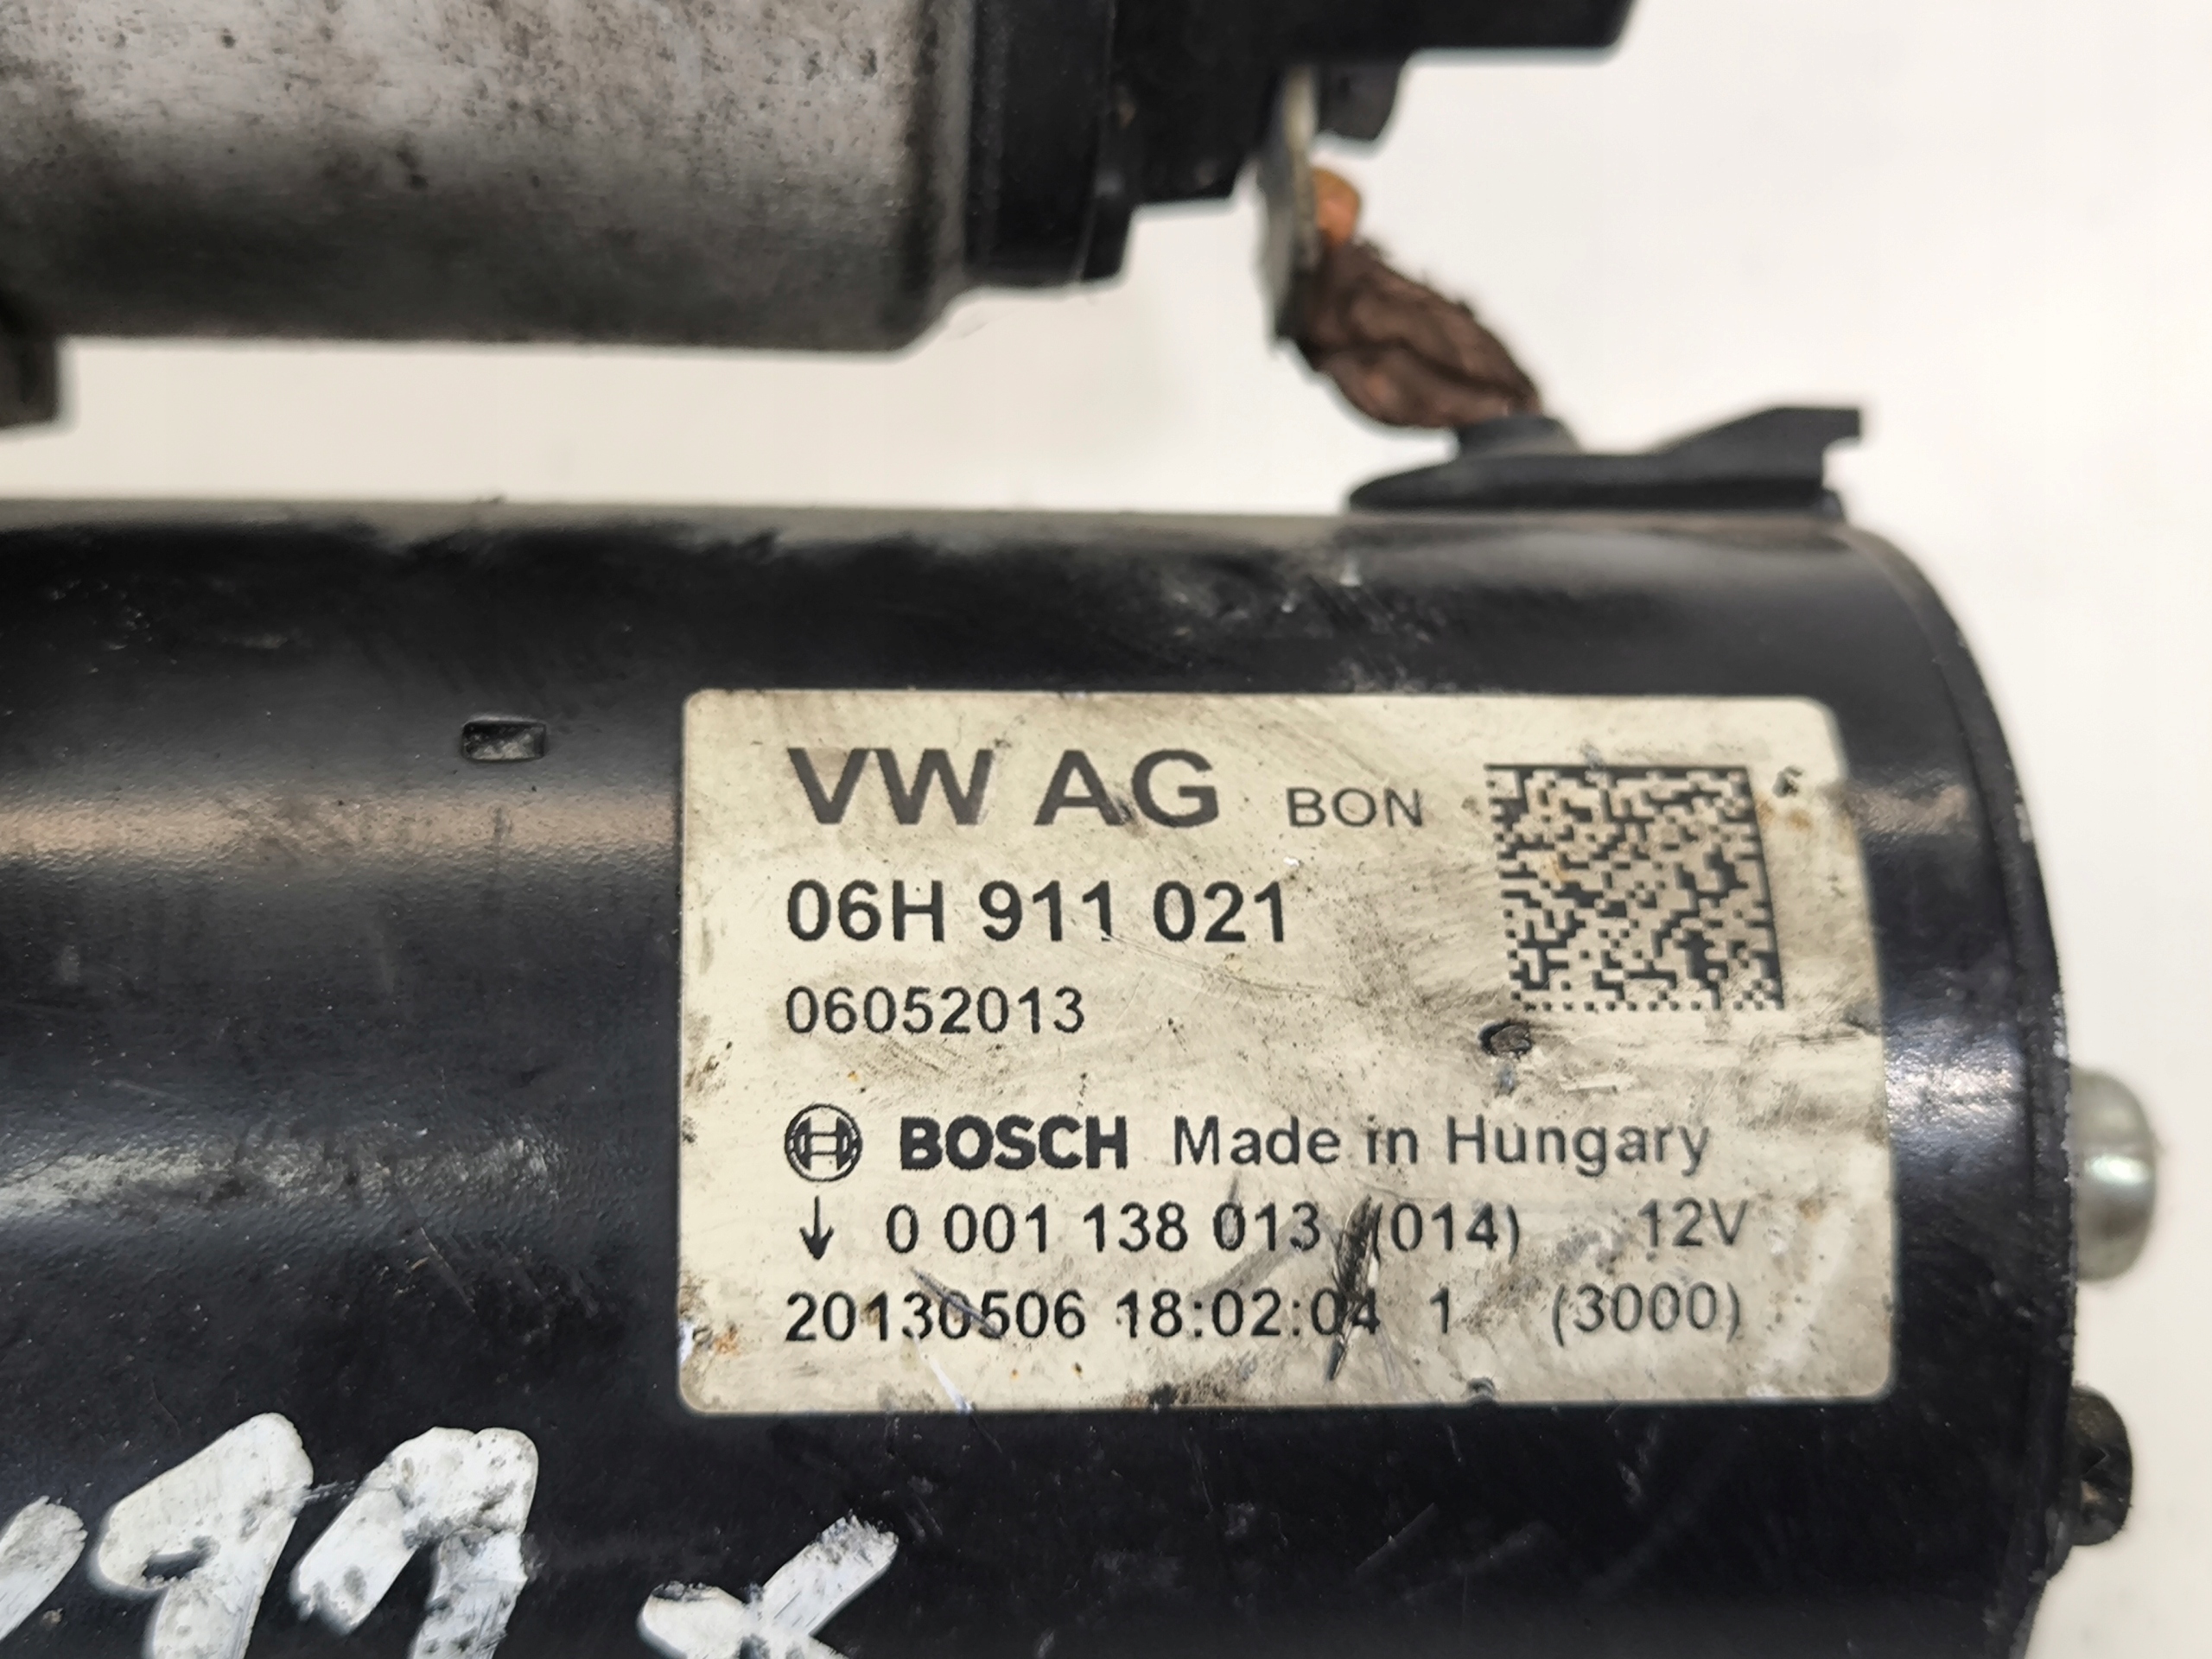 VW AG BON
06H 911 021
06052013
BOSCH Made in Hungary
↓ 0 001 138 013 (014) 12V
20130506 18:02:04 1 (3000)